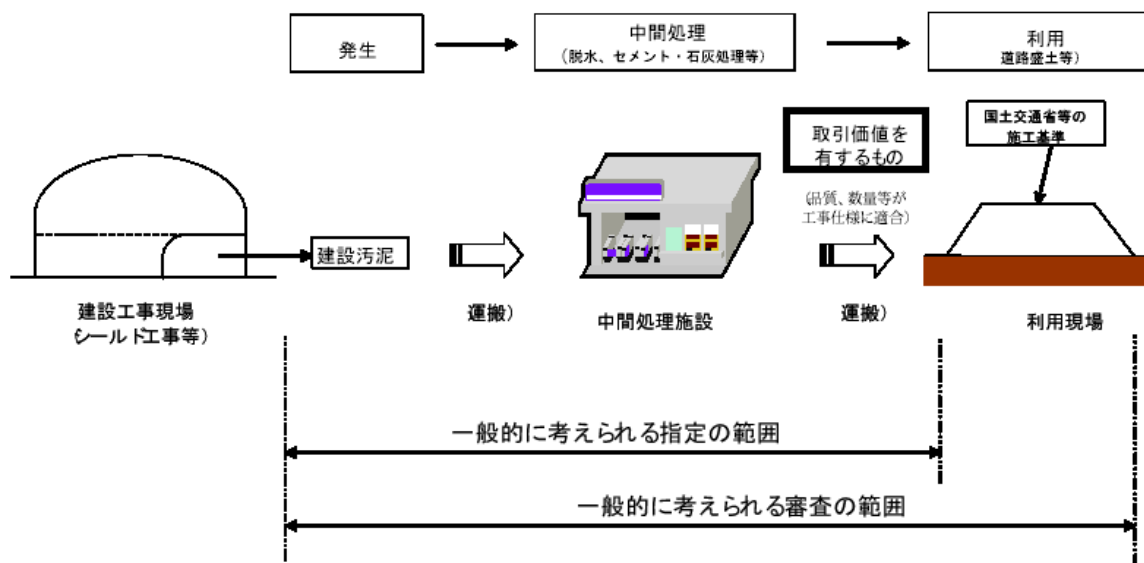 発生
中間処理
（脱水、セメント・石灰処理等）
利用
道路盛土等）
取引価値を
有するもの
国土交通省等の
施工基準
（品質、数量等が
工事仕様に適合）
建設汚泥
建設工事現場
シールド工事等）
運搬）
中間処理施設
運搬）
利用現場
一般的に考えられる指定の範囲
一般的に考えられる審査の範囲